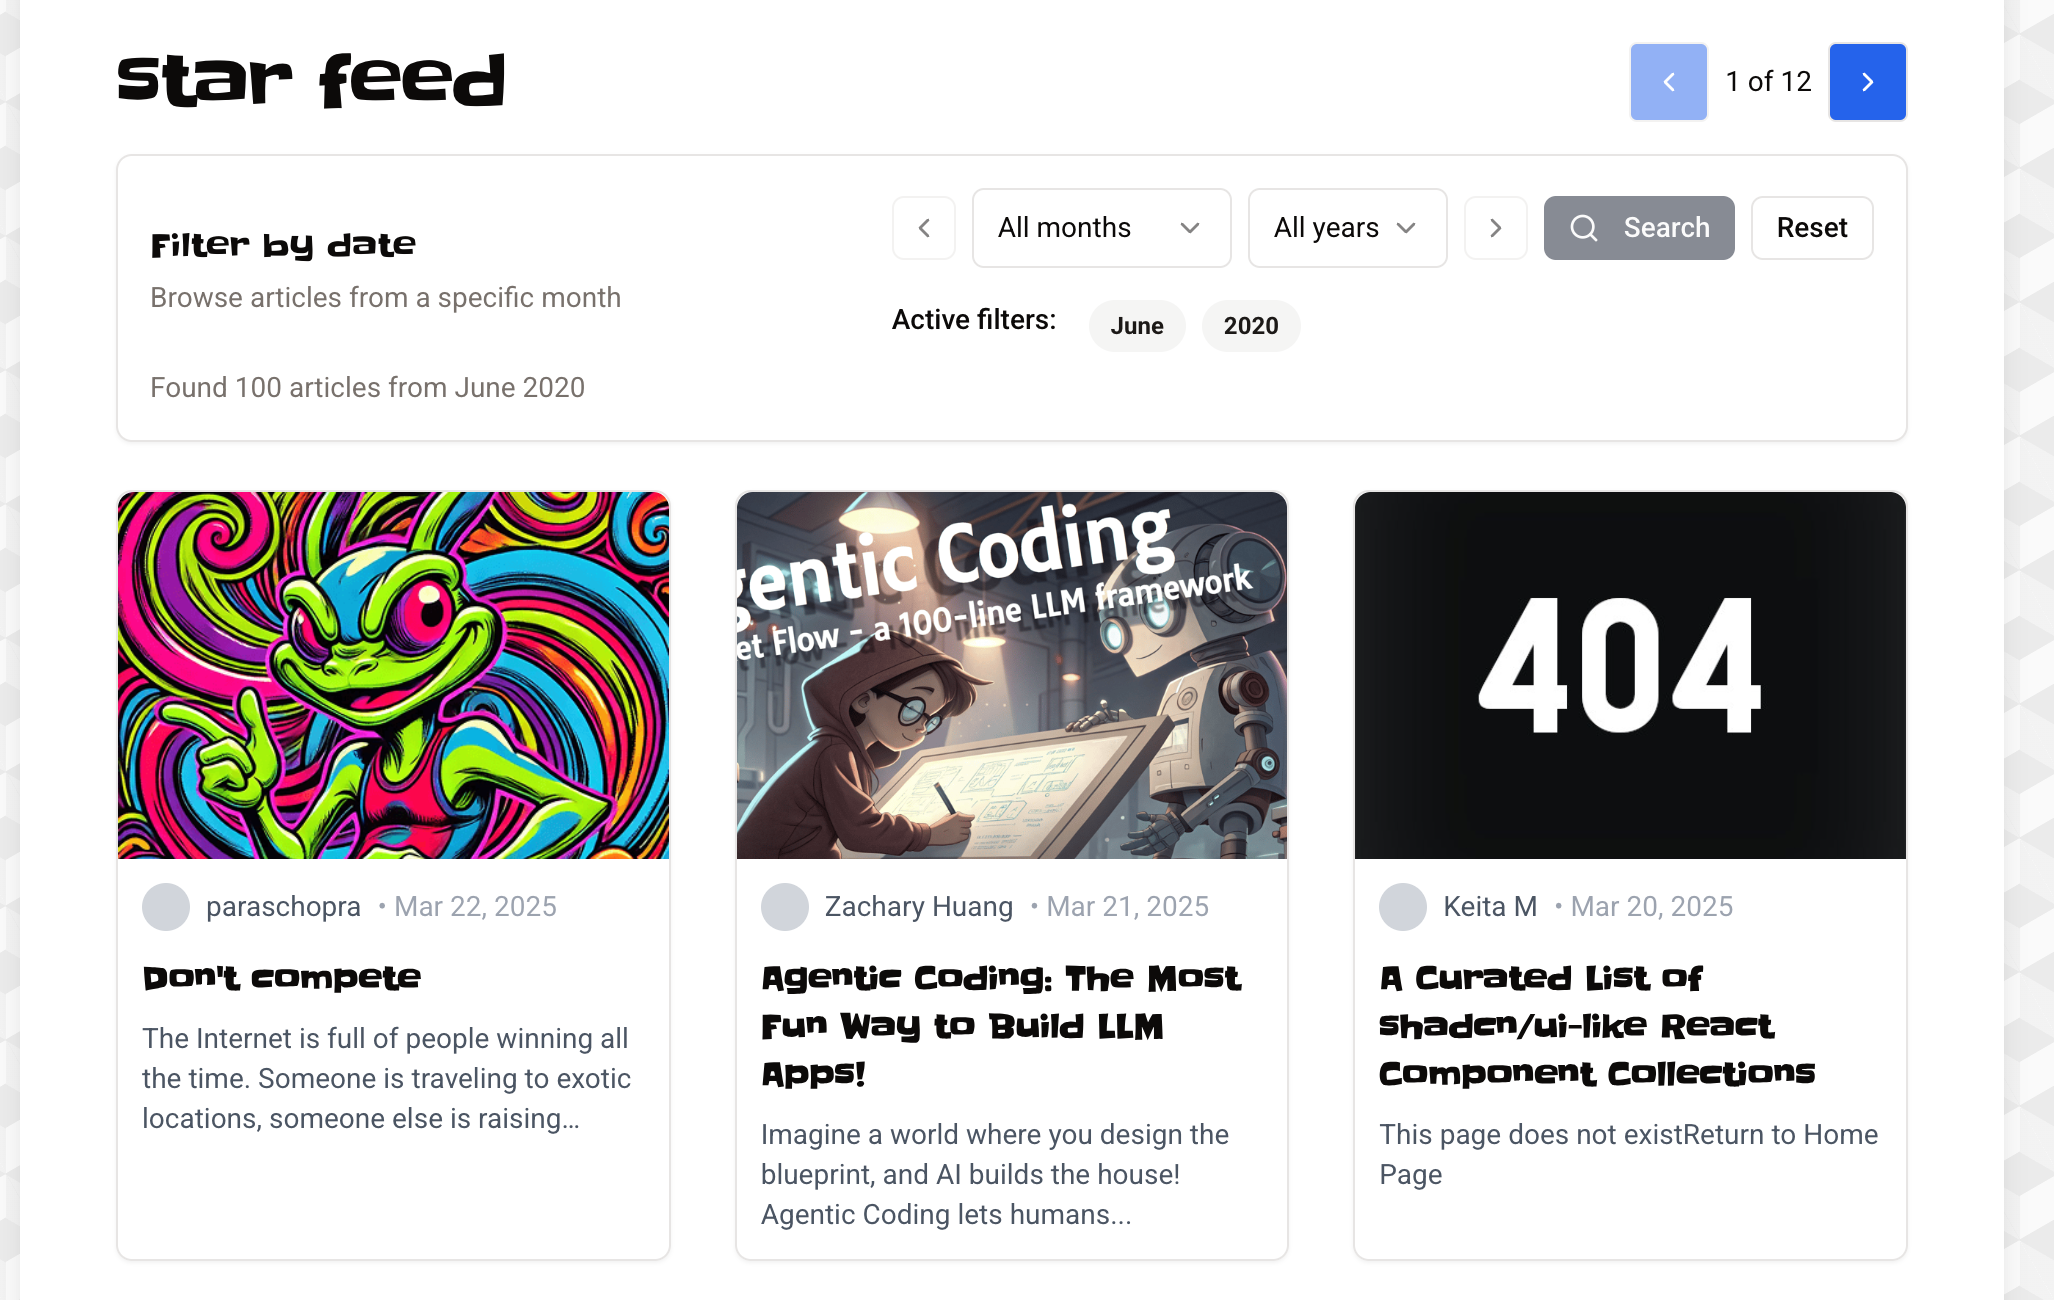 star feed
1 of 12
Filter by date
Browse articles from a specific month
Found 100 articles from June 2020
All months
All years
Search
Reset
Active filters:
June
2020
gentic Coding
et Flow - a 100-line LLM framework
404
paraschopra • Mar 22, 2025
Don't compete
The Internet is full of people winning all
the time. Someone is traveling to exotic
locations, someone else is raising...
Zachary Huang • Mar 21, 2025
Agentic Coding: The Most
Fun Way to Build LLM
Apps!
Imagine a world where you design the
blueprint, and AI builds the house!
Agentic Coding lets humans...
Keita M • Mar 20, 2025
A Curated List of
shadcn/ui-like React
Component Collections
This page does not existReturn to Home
Page